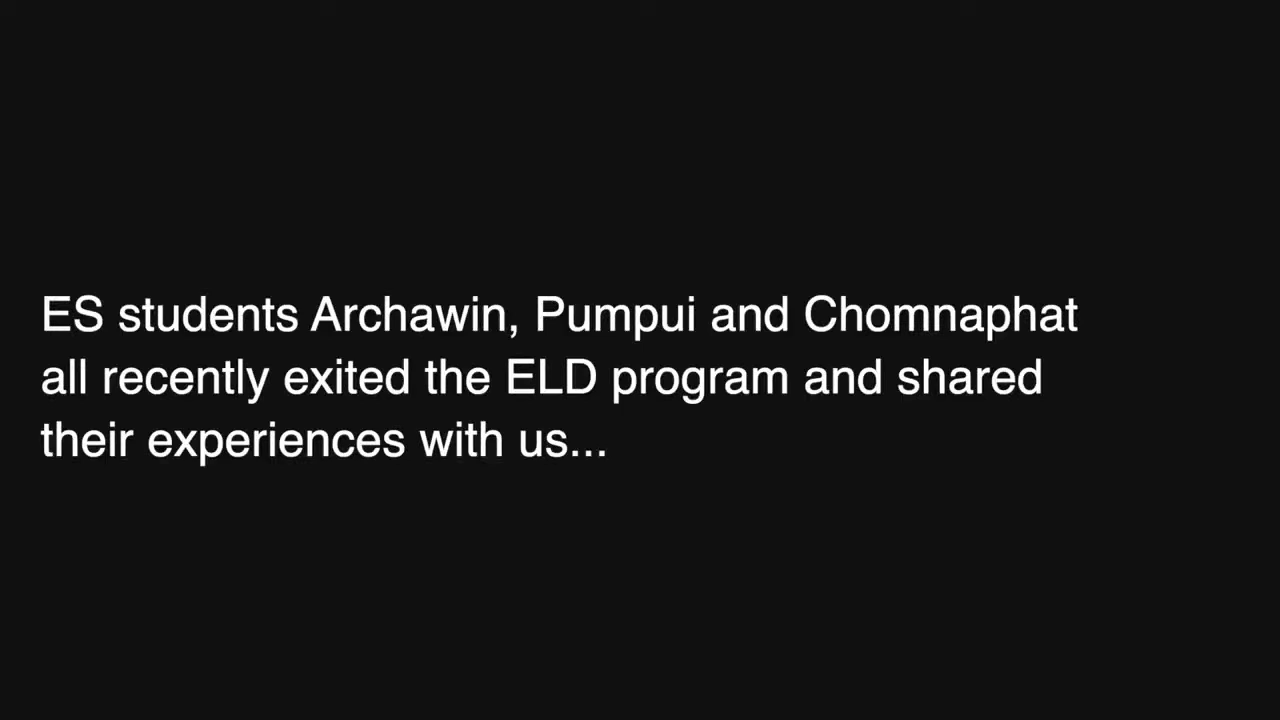 ES students Archawin, Pumpui and Chomnaphat
all recently exited the ELD program and shared
their experiences with us...